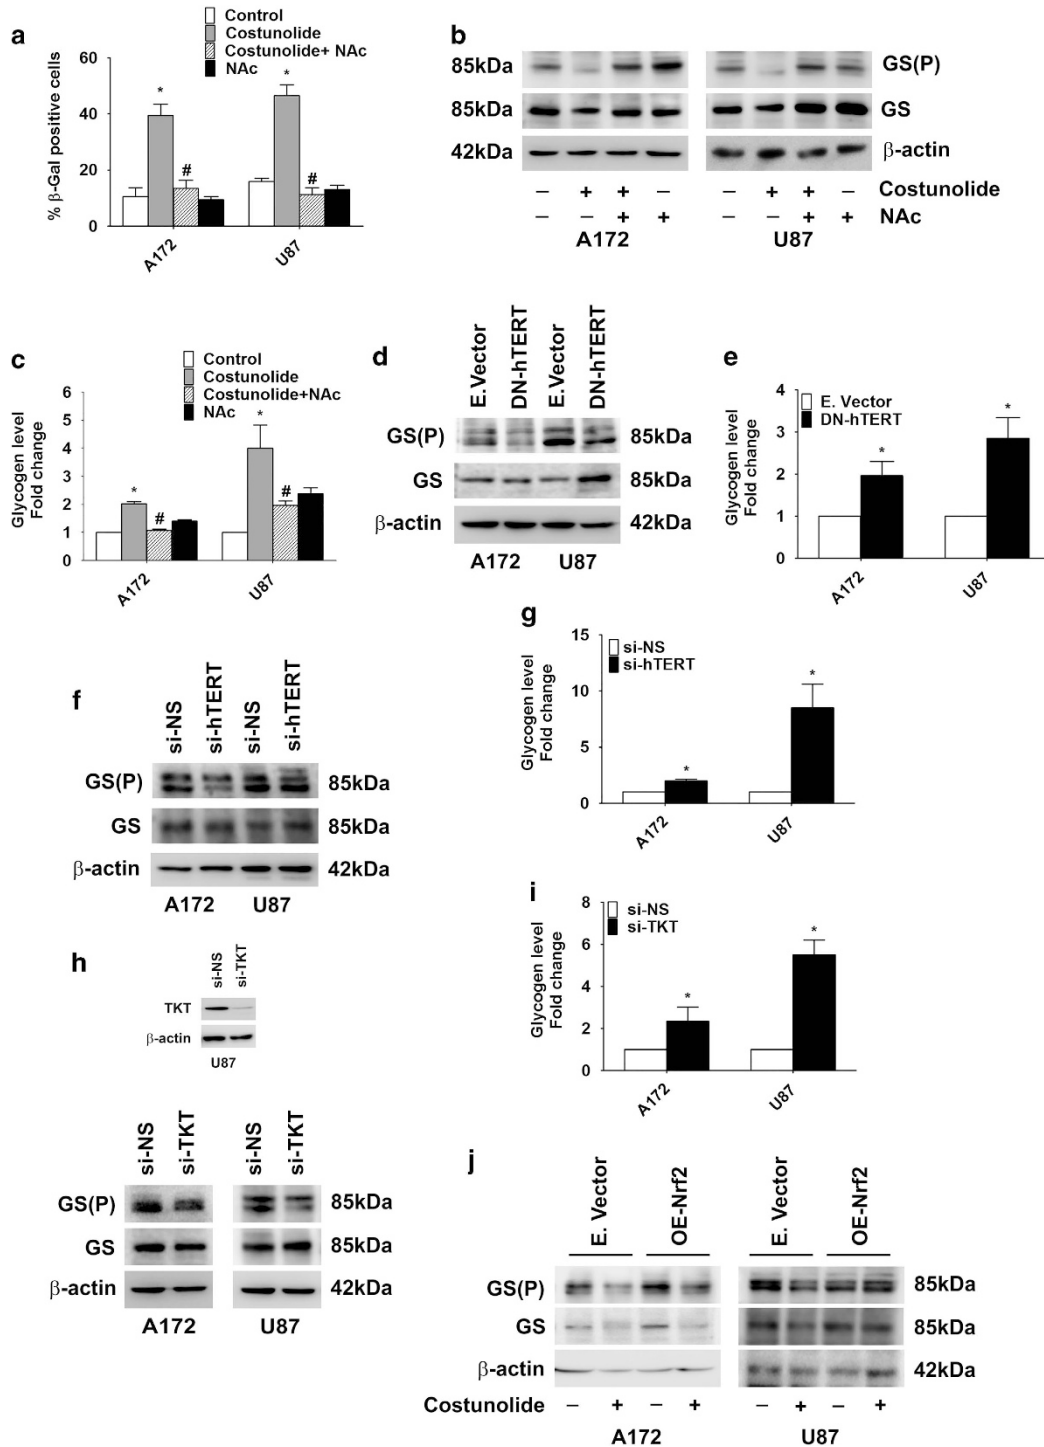 a
Control
Costunolide
Costunolide+ NAc
NAc
% β-Gal positive cells
60
40
20
0
*
#
*
#
A172
U87
b
85kDa
GS(P)
85kDa
GS
42kDa
β-actin
– + + – – + + – Costunolide
– – + + – – + + NAc
A172
U87
c
Control
Costunolide
Costunolide+NAc
NAc
Glycogen level
Fold change
6
5
4
3
2
1
0
*
#
*
#
A172
U87
d
E.Vector
DN-hTERT
E.Vector
DN-hTERT
GS(P)
85kDa
GS
85kDa
β-actin
42kDa
A172
U87
e
E. Vector
DN-hTERT
Glycogen level
Fold change
4
3
2
1
0
*
*
A172
U87
f
si-NS
si-hTERT
si-NS
si-hTERT
GS(P)
85kDa
GS
85kDa
β-actin
42kDa
A172
U87
g
si-NS
si-hTERT
Glycogen level
Fold change
15
10
5
0
*
*
A172
U87
h
si-NS
si-TKT
TKT
β-actin
U87
si-NS
si-TKT
si-NS
si-TKT
GS(P)
85kDa
GS
85kDa
β-actin
42kDa
A172
U87
i
si-NS
si-TKT
Glycogen level
Fold change
8
6
4
2
0
*
*
A172
U87
j
E. Vector
OE-Nrf2
E. Vector
OE-Nrf2
GS(P)
85kDa
GS
85kDa
β-actin
42kDa
Costunolide – + – + – + – +
A172
U87